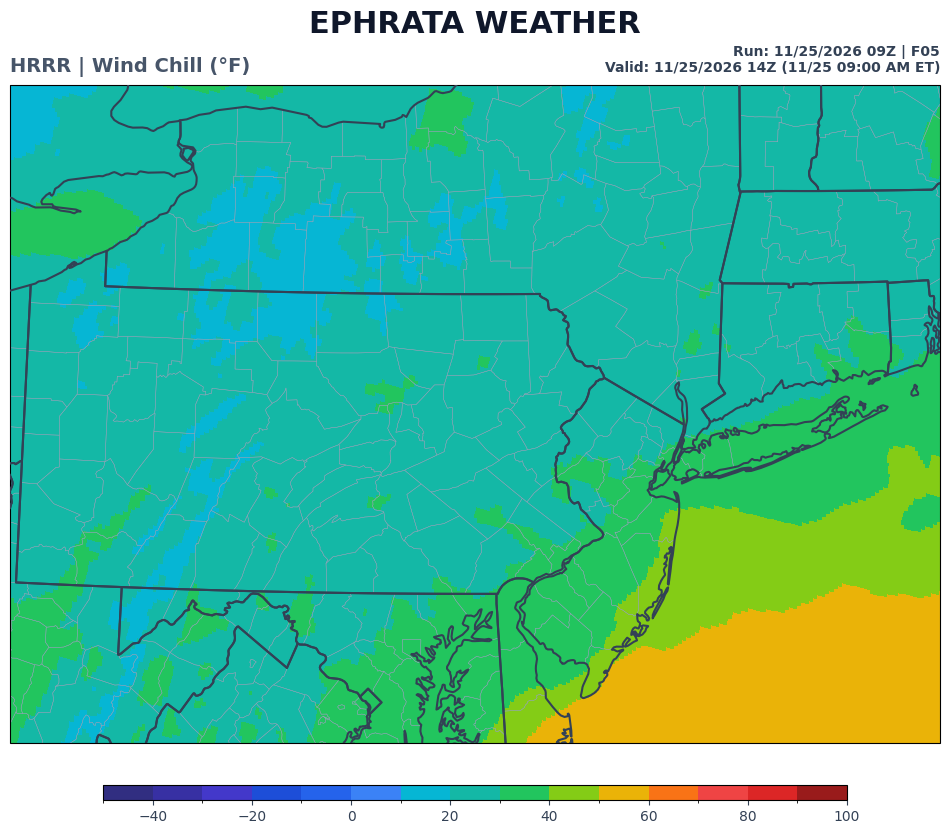 EPHRATA WEATHER
HRRR | Wind Chill (°F)
Run: 11/25/2026 09Z | F05
Valid: 11/25/2026 14Z (11/25 09:00 AM ET)
−40 −20 0 20 40 60 80 100